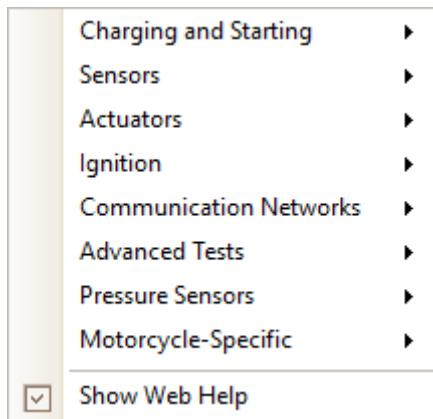 Charging and Starting
Sensors
Actuators
Ignition
Communication Networks
Advanced Tests
Pressure Sensors
Motorcycle-Specific
Show Web Help